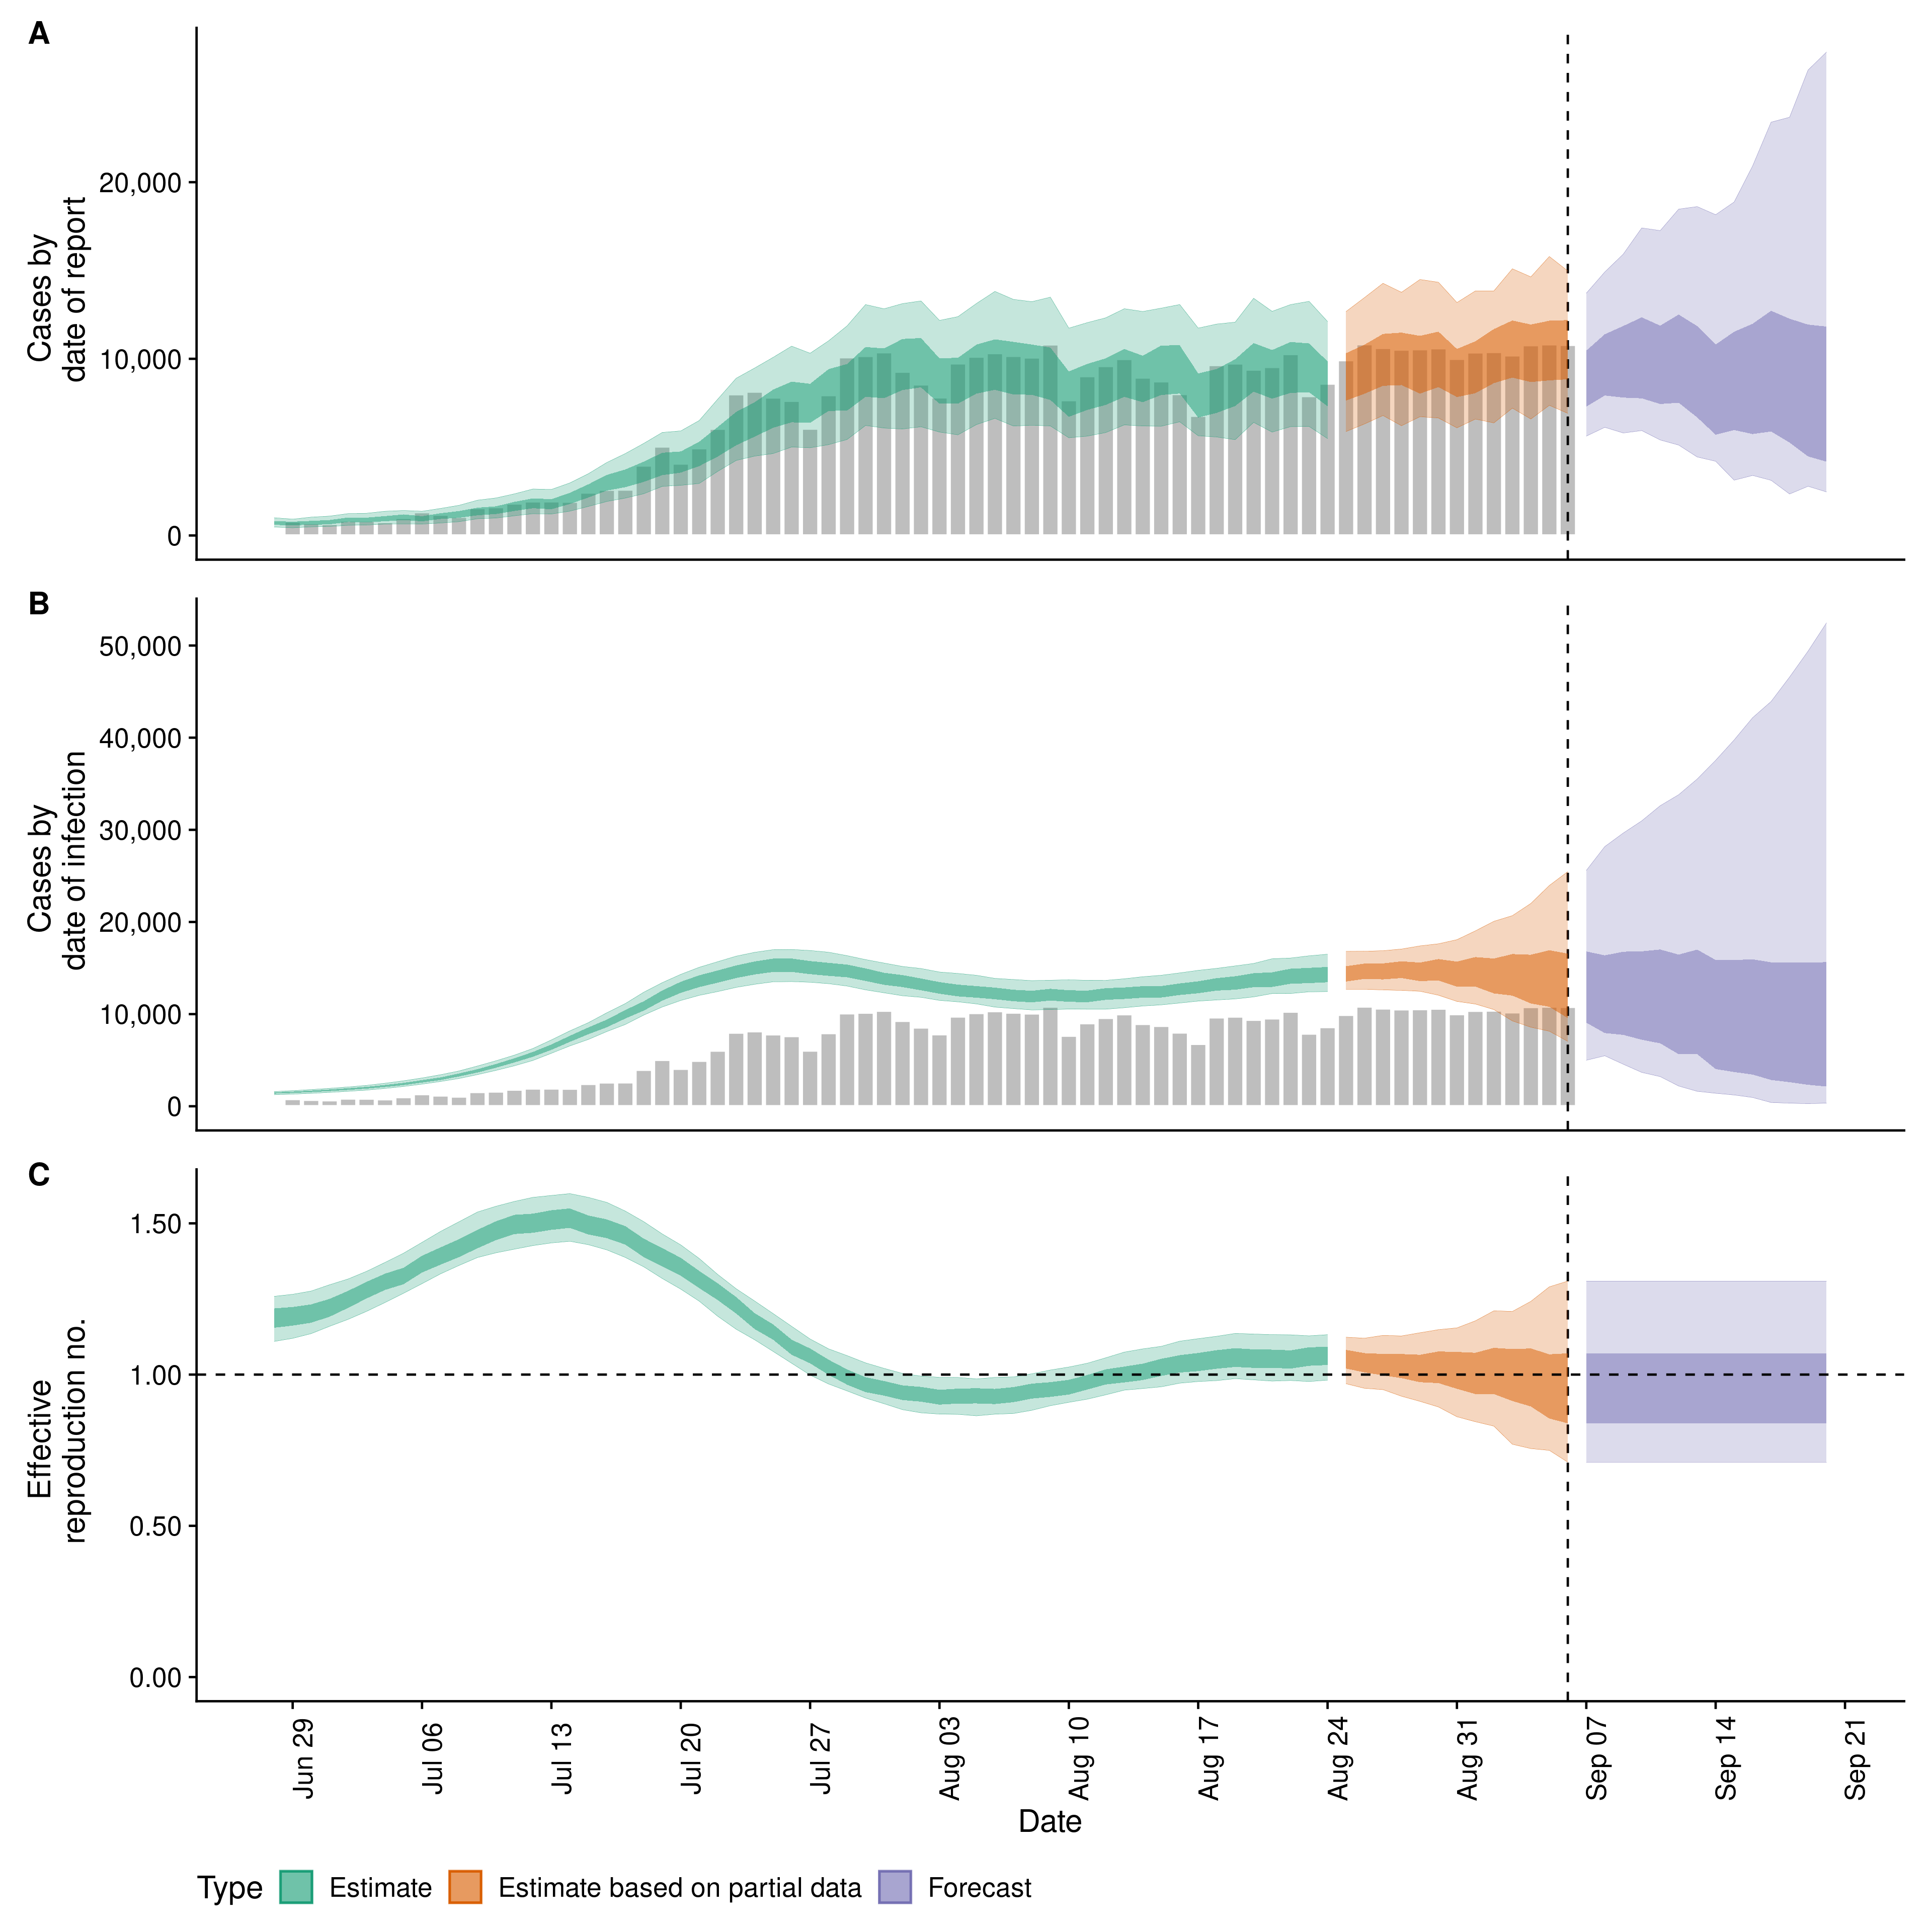 A
Cases by
date of report
20,000
10,000
0
B
Cases by
date of infection
50,000
40,000
30,000
20,000
10,000
0
C
Effective
reproduction no.
1.50
1.00
0.50
0.00
Jun 29
Jul 06
Jul 13
Jul 20
Jul 27
Aug 03
Aug 10
Aug 17
Aug 24
Aug 31
Sep 07
Sep 14
Sep 21
Date
Type Estimate Estimate based on partial data Forecast